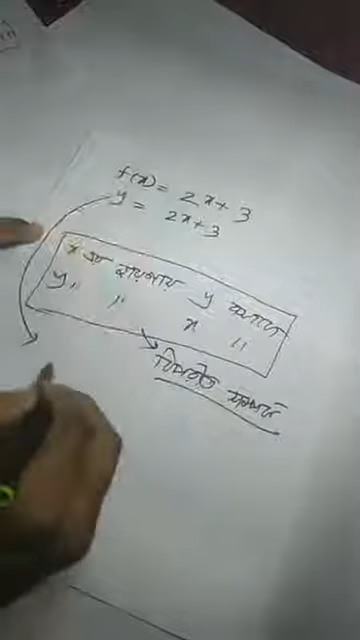 f(x) = 2x + 3
y = 2x + 3
x এর জায়গায় y বসাবো
y ,, ,, x ,,
বিপরীত ফাংশন